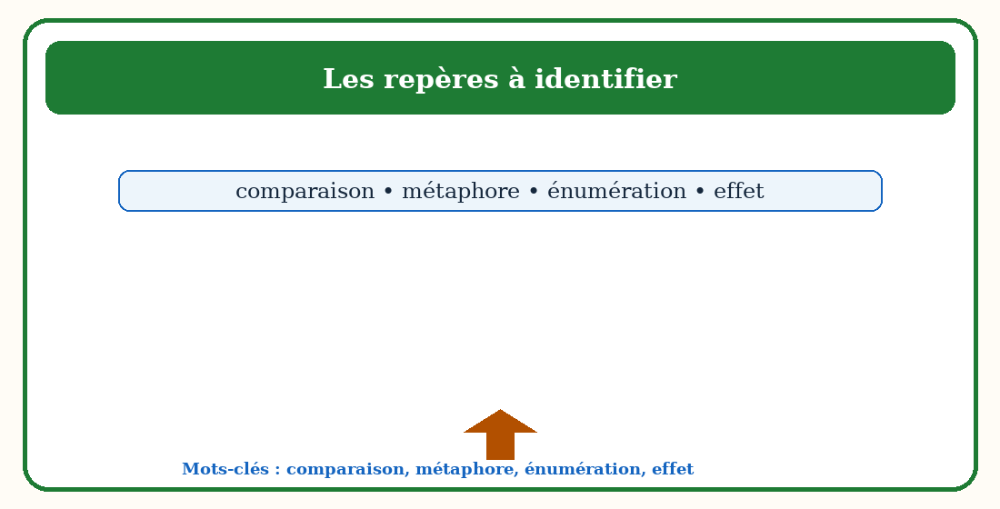 Les repères à identifier
comparaison • métaphore • énumération • effet
Mots-clés : comparaison, métaphore, énumération, effet